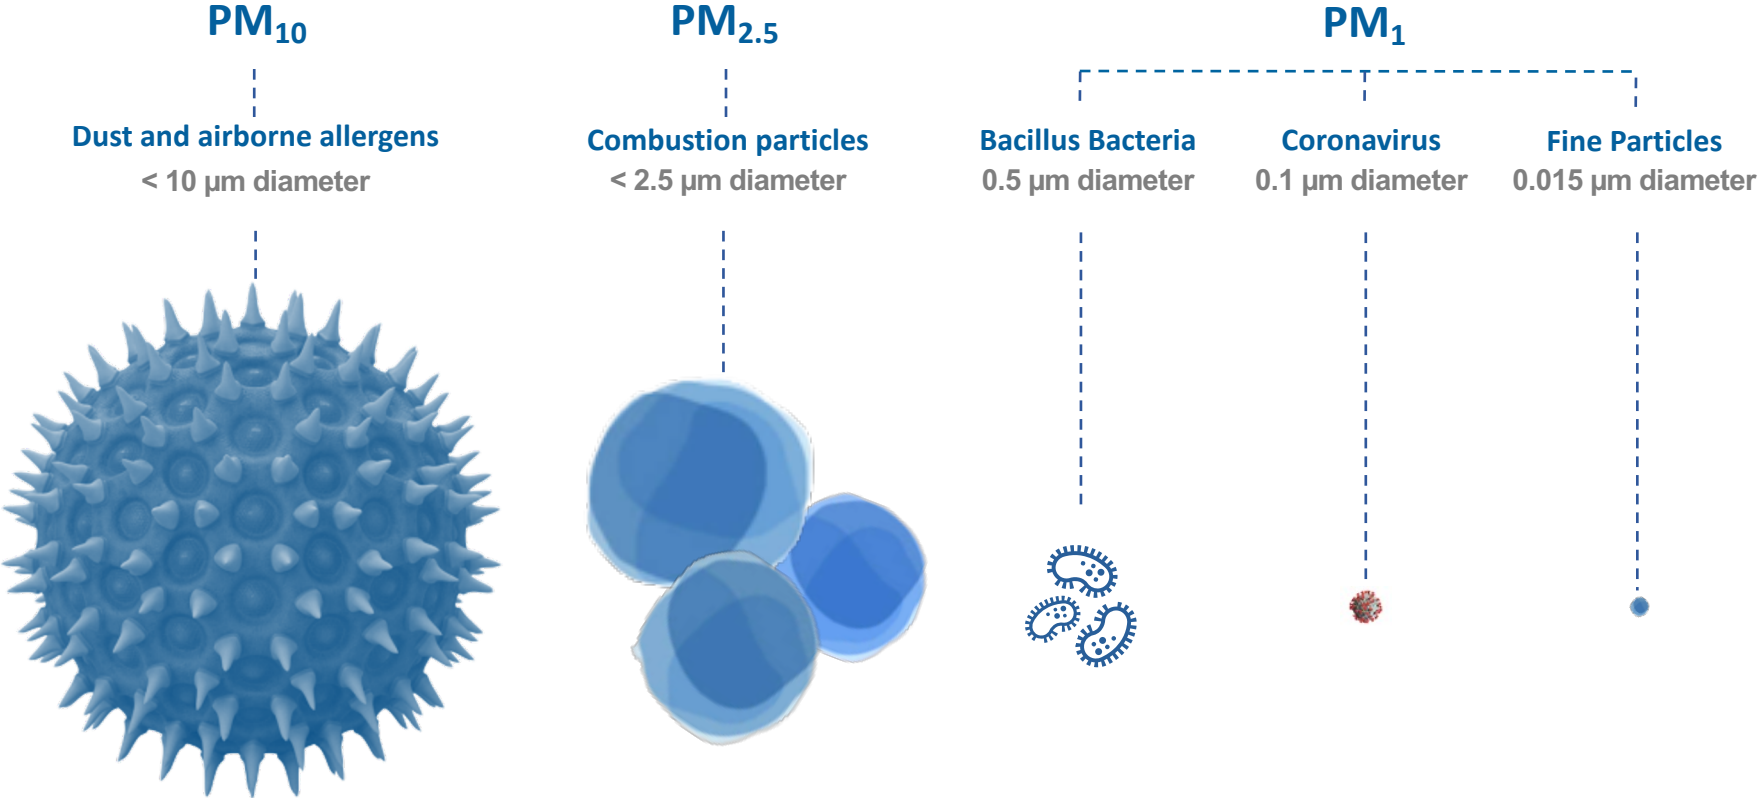 PM₁₀
PM₂.₅
PM₁
Dust and airborne allergens
< 10 µm diameter
Combustion particles
< 2.5 µm diameter
Bacillus Bacteria
0.5 µm diameter
Coronavirus
0.1 µm diameter
Fine Particles
0.015 µm diameter